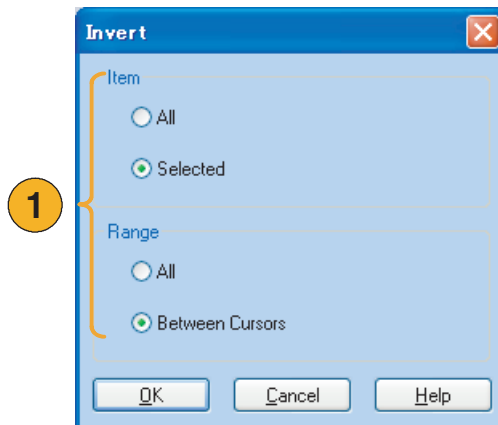 Invert
Item
All
Selected
1
Range
All
Between Cursors
OK Cancel Help